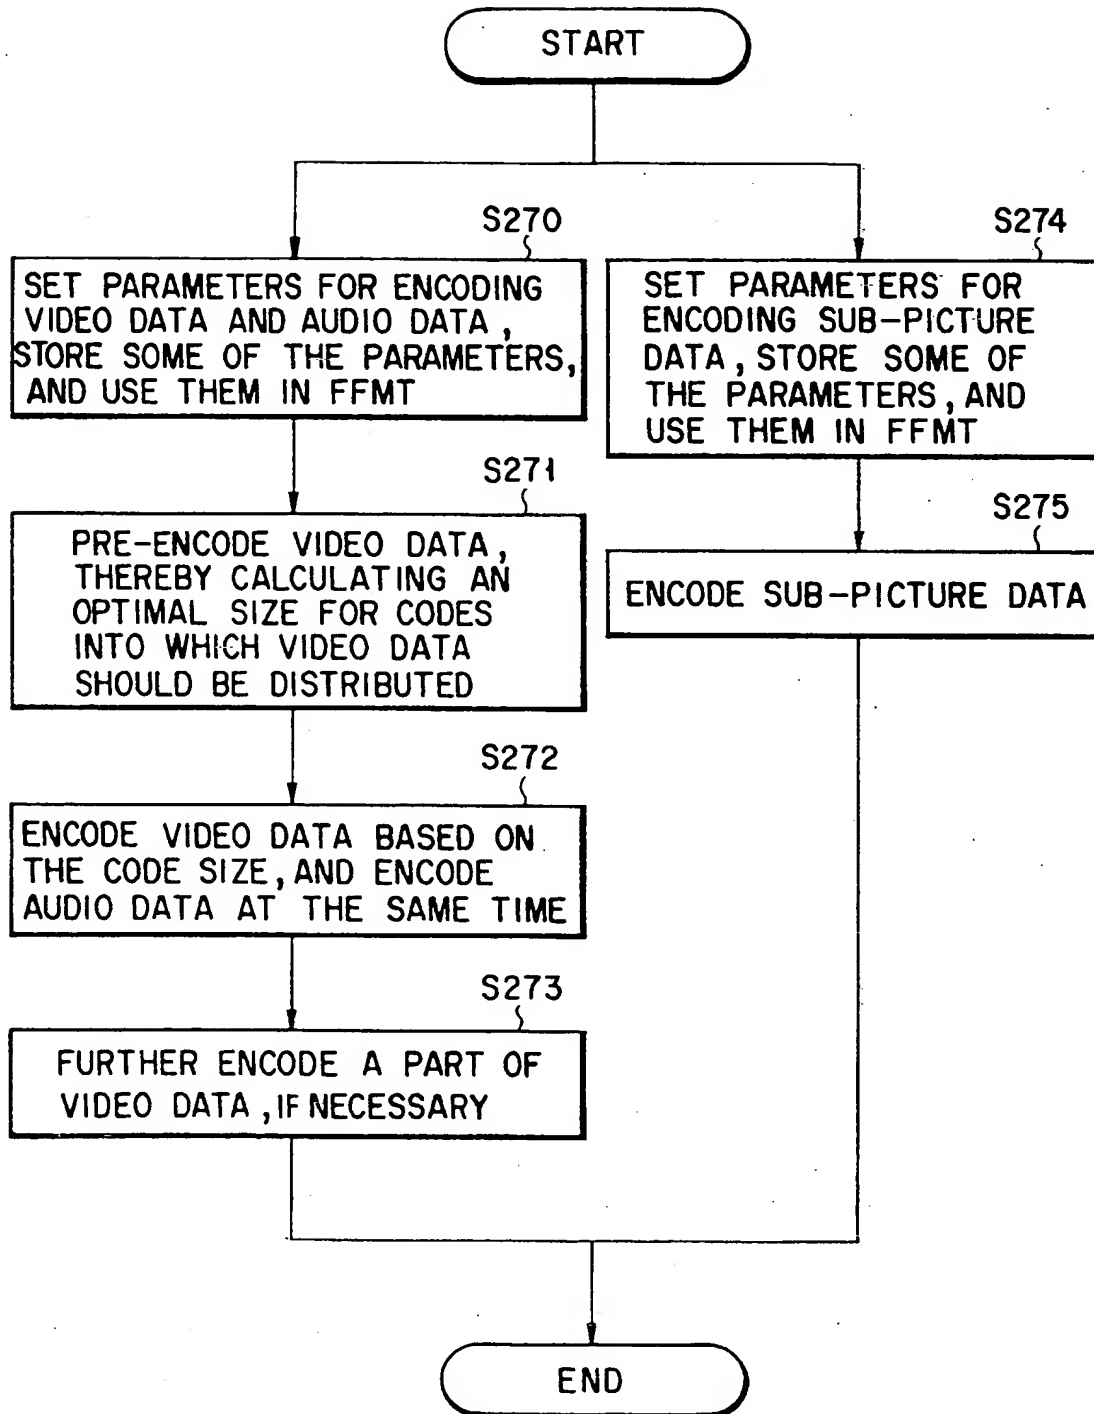 START
S270
SET PARAMETERS FOR ENCODING
VIDEO DATA AND AUDIO DATA,
STORE SOME OF THE PARAMETERS,
AND USE THEM IN FFMT
S271
PRE-ENCODE VIDEO DATA,
THEREBY CALCULATING AN
OPTIMAL SIZE FOR CODES
INTO WHICH VIDEO DATA
SHOULD BE DISTRIBUTED
S272
ENCODE VIDEO DATA BASED ON
THE CODE SIZE, AND ENCODE
AUDIO DATA AT THE SAME TIME
S273
FURTHER ENCODE A PART OF
VIDEO DATA, IF NECESSARY
S274
SET PARAMETERS FOR
ENCODING SUB-PICTURE
DATA, STORE SOME OF
THE PARAMETERS, AND
USE THEM IN FFMT
S275
ENCODE SUB-PICTURE DATA
END